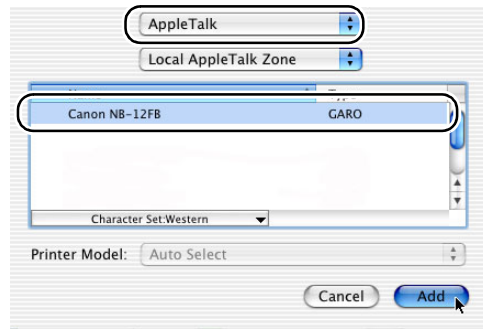 AppleTalk
Local AppleTalk Zone
Canon NB-12FB GARO
Character Set:Western
Printer Model: Auto Select
Cancel Add